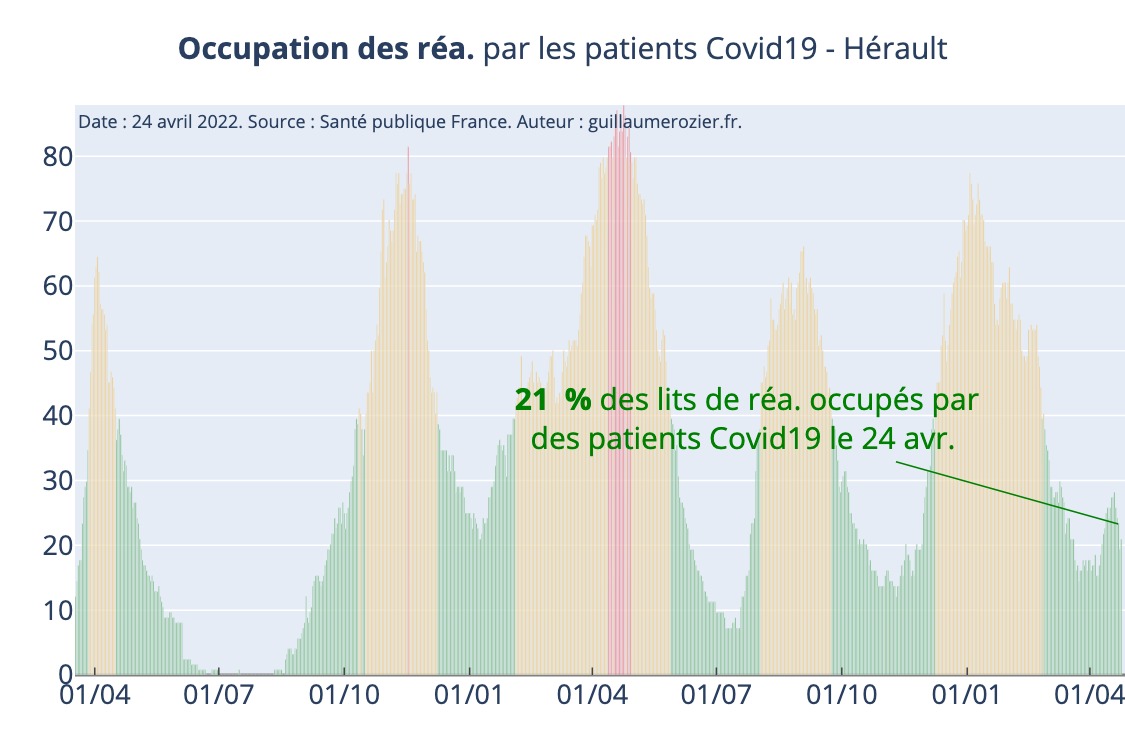 Occupation des réa. par les patients Covid19 - Hérault
Date : 24 avril 2022. Source : Santé publique France. Auteur : guillaumerozier.fr.
80
70
60
50
40
30
20
10
0
21 % des lits de réa. occupés par
des patients Covid19 le 24 avr.
01/04 01/07 01/10 01/01 01/04 01/07 01/10 01/01 01/04